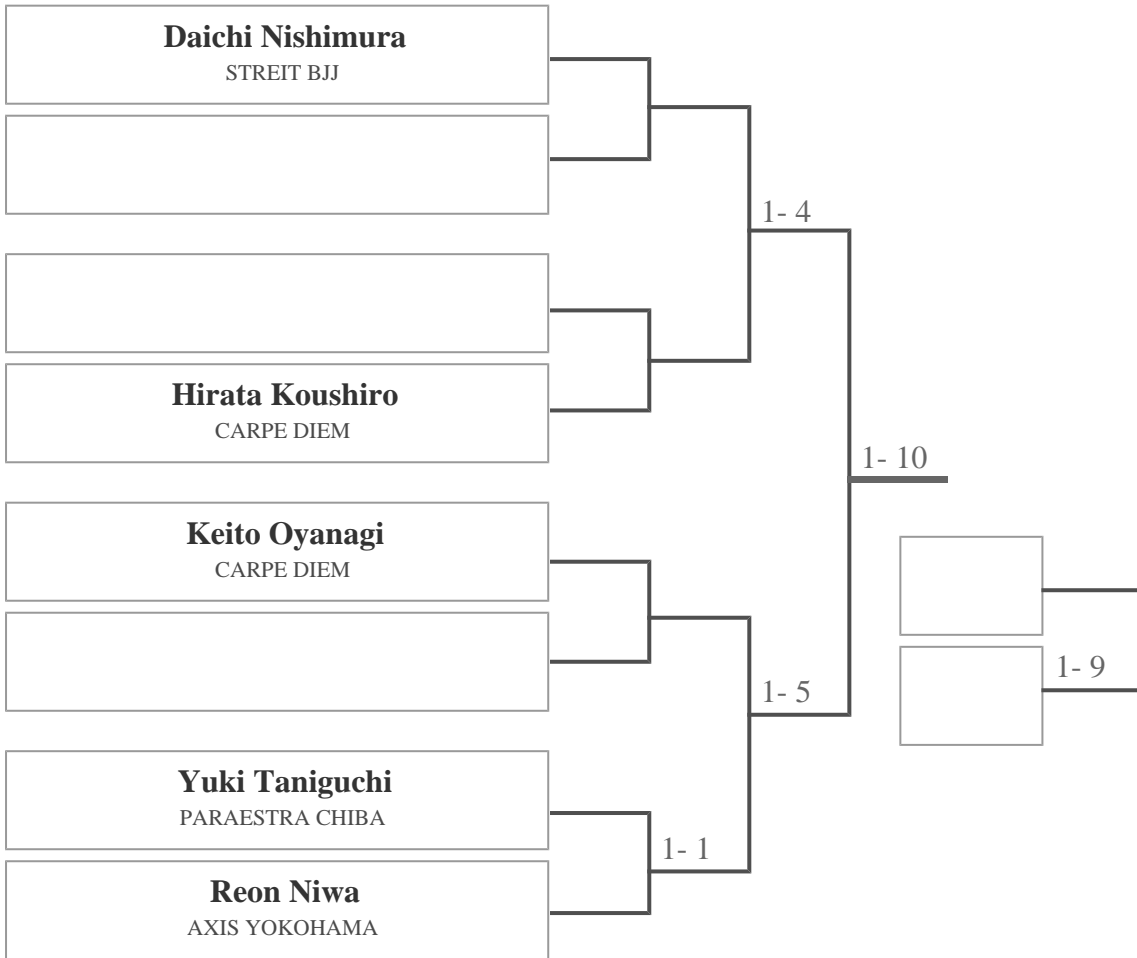 Daichi Nishimura
STREIT BJJ
1- 4
Hirata Koushiro
CARPE DIEM
1- 10
Keito Oyanagi
CARPE DIEM
1- 9
1- 5
Yuki Taniguchi
PARAESTRA CHIBA
1- 1
Reon Niwa
AXIS YOKOHAMA